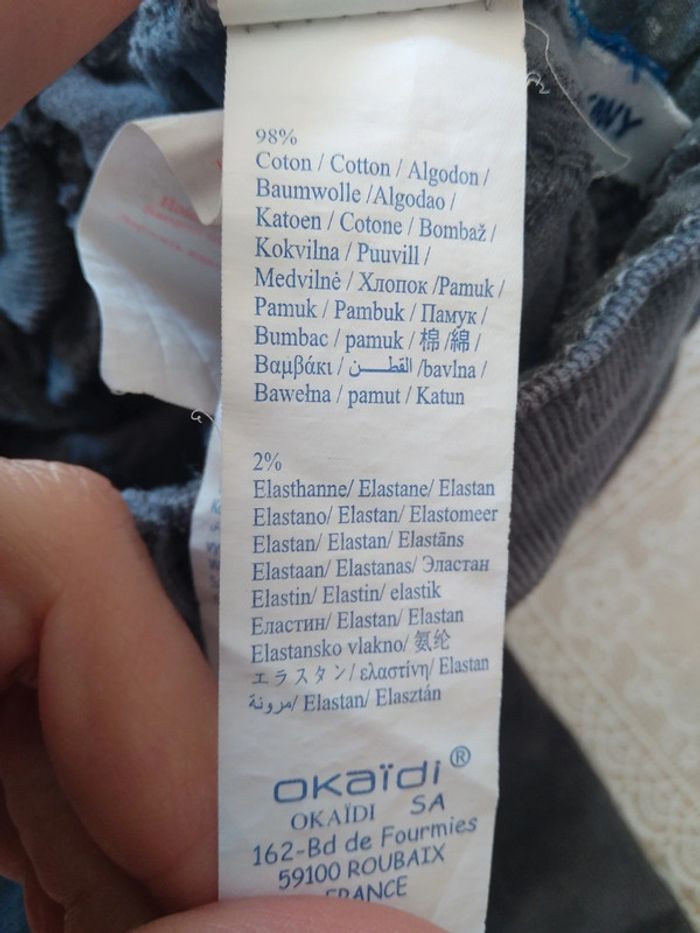 98%
Coton / Cotton / Algodon /
Baumwolle /Algodao /
Katoen / Cotone / Bombaž /
Kokvilna / Puuvill /
Medvilnė / Хлопок /Pamuk /
Pamuk / Pambuk / Памук /
Bumbac / pamuk / 棉 /綿 /
Βαμβάκι / القطـــن /bavlna /
Bawełna / pamut / Katun
2%
Elasthanne/ Elastane/ Elastan
Elastano/ Elastan/ Elastomeer
Elastan/ Elastan/ Elastāns
Elastaan/ Elastanas/ Эластан
Elastin/ Elastin/ elastik
Еластин/ Elastan/ Elastan
Elastansko vlakno/ 氨纶
エラスタン/ ελαστίνη/ Elastan
مرونة/ Elastan/ Elasztán
okaïdi®
OKAÏDI SA
162-Bd de Fourmies
59100 ROUBAIX
FRANCE